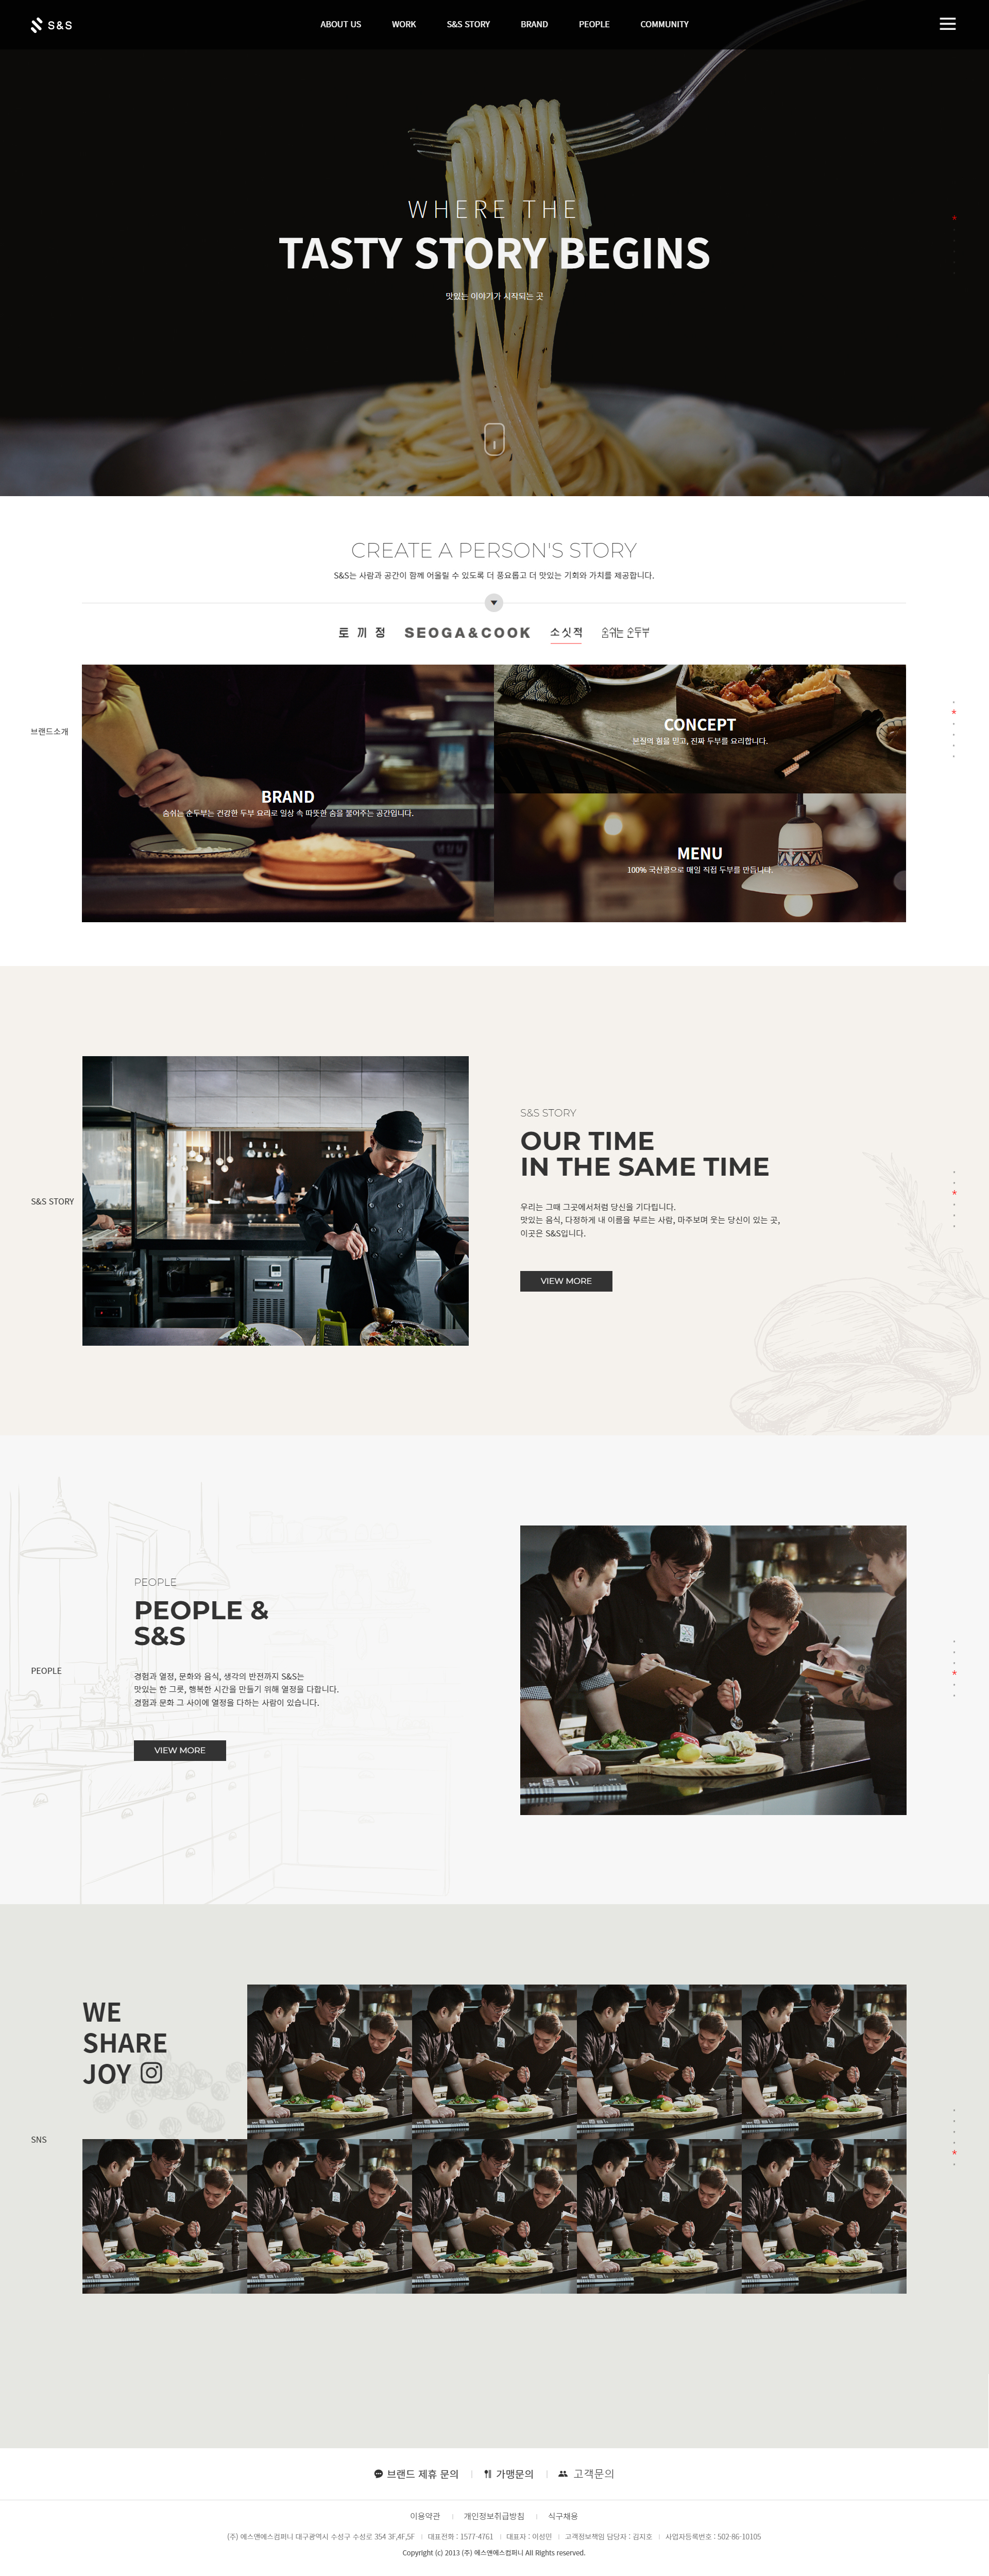 S&S
ABOUT US WORK S&S STORY BRAND PEOPLE COMMUNITY
WHERE THE
TASTY STORY BEGINS
맛있는 이야기가 시작되는 곳
CREATE A PERSON'S STORY
S&S는 사람과 공간이 함께 어울릴 수 있도록 더 풍요롭고 더 맛있는 기회와 가치를 제공합니다.
토끼정 SEOGA&COOK 소싯적 숨쉬는 순두부
브랜드소개
BRAND
숨쉬는 순두부는 건강한 두부 요리로 일상 속 따뜻한 숨을 불어주는 공간입니다.
CONCEPT
본질의 힘을 믿고, 진짜 두부를 요리합니다.
MENU
100% 국산콩으로 매일 직접 두부를 만듭니다.
S&S STORY
S&S STORY
OUR TIME
IN THE SAME TIME
우리는 그때 그곳에서처럼 당신을 기다립니다.
맛있는 음식, 다정하게 내 이름을 부르는 사람, 마주보며 웃는 당신이 있는 곳,
이곳은 S&S입니다.
VIEW MORE
PEOPLE
PEOPLE
PEOPLE &
S&S
경험과 열정, 문화와 음식, 생각의 반전까지 S&S는
맛있는 한 그릇, 행복한 시간을 만들기 위해 열정을 다합니다.
경험과 문화 그 사이에 열정을 다하는 사람이 있습니다.
VIEW MORE
SNS
WE
SHARE
JOY
브랜드 제휴 문의 가맹문의 고객문의
이용약관 개인정보취급방침 식구채용
(주) 에스앤에스컴퍼니 대구광역시 수성구 수성로 354 3F,4F,5F 대표전화 : 1577-4761 대표자 : 이성민 고객정보책임 담당자 : 김지호 사업자등록번호 : 502-86-10105
Copyright (c) 2013 (주) 에스앤에스컴퍼니 All Rights reserved.